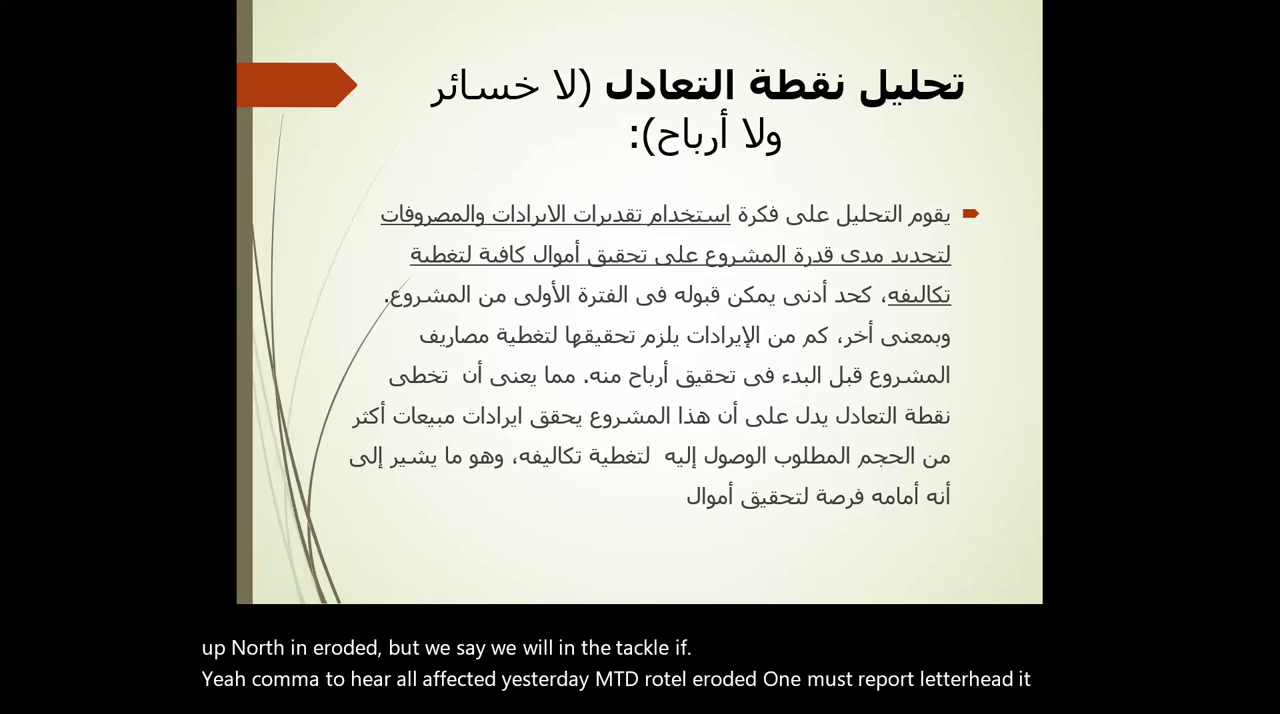 تحليل نقطة التعادل (لا خسائر
ولا أرباح):
يقوم التحليل على فكرة استخدام تقديرات الايرادات والمصروفات
لتحديد مدى قدرة المشروع على تحقيق أموال كافية لتغطية
تكاليفه، كحد أدنى يمكن قبوله فى الفترة الأولى من المشروع.
وبمعنى أخر، كم من الإيرادات يلزم تحقيقها لتغطية مصاريف
المشروع قبل البدء فى تحقيق أرباح منه. مما يعنى أن تخطى
نقطة التعادل يدل على أن هذا المشروع يحقق ايرادات مبيعات أكثر
من الحجم المطلوب الوصول إليه لتغطية تكاليفه، وهو ما يشير إلى
أنه أمامه فرصة لتحقيق أموال
up North in eroded, but we say we will in the tackle if.
Yeah comma to hear all affected yesterday MTD rotel eroded One must report letterhead it